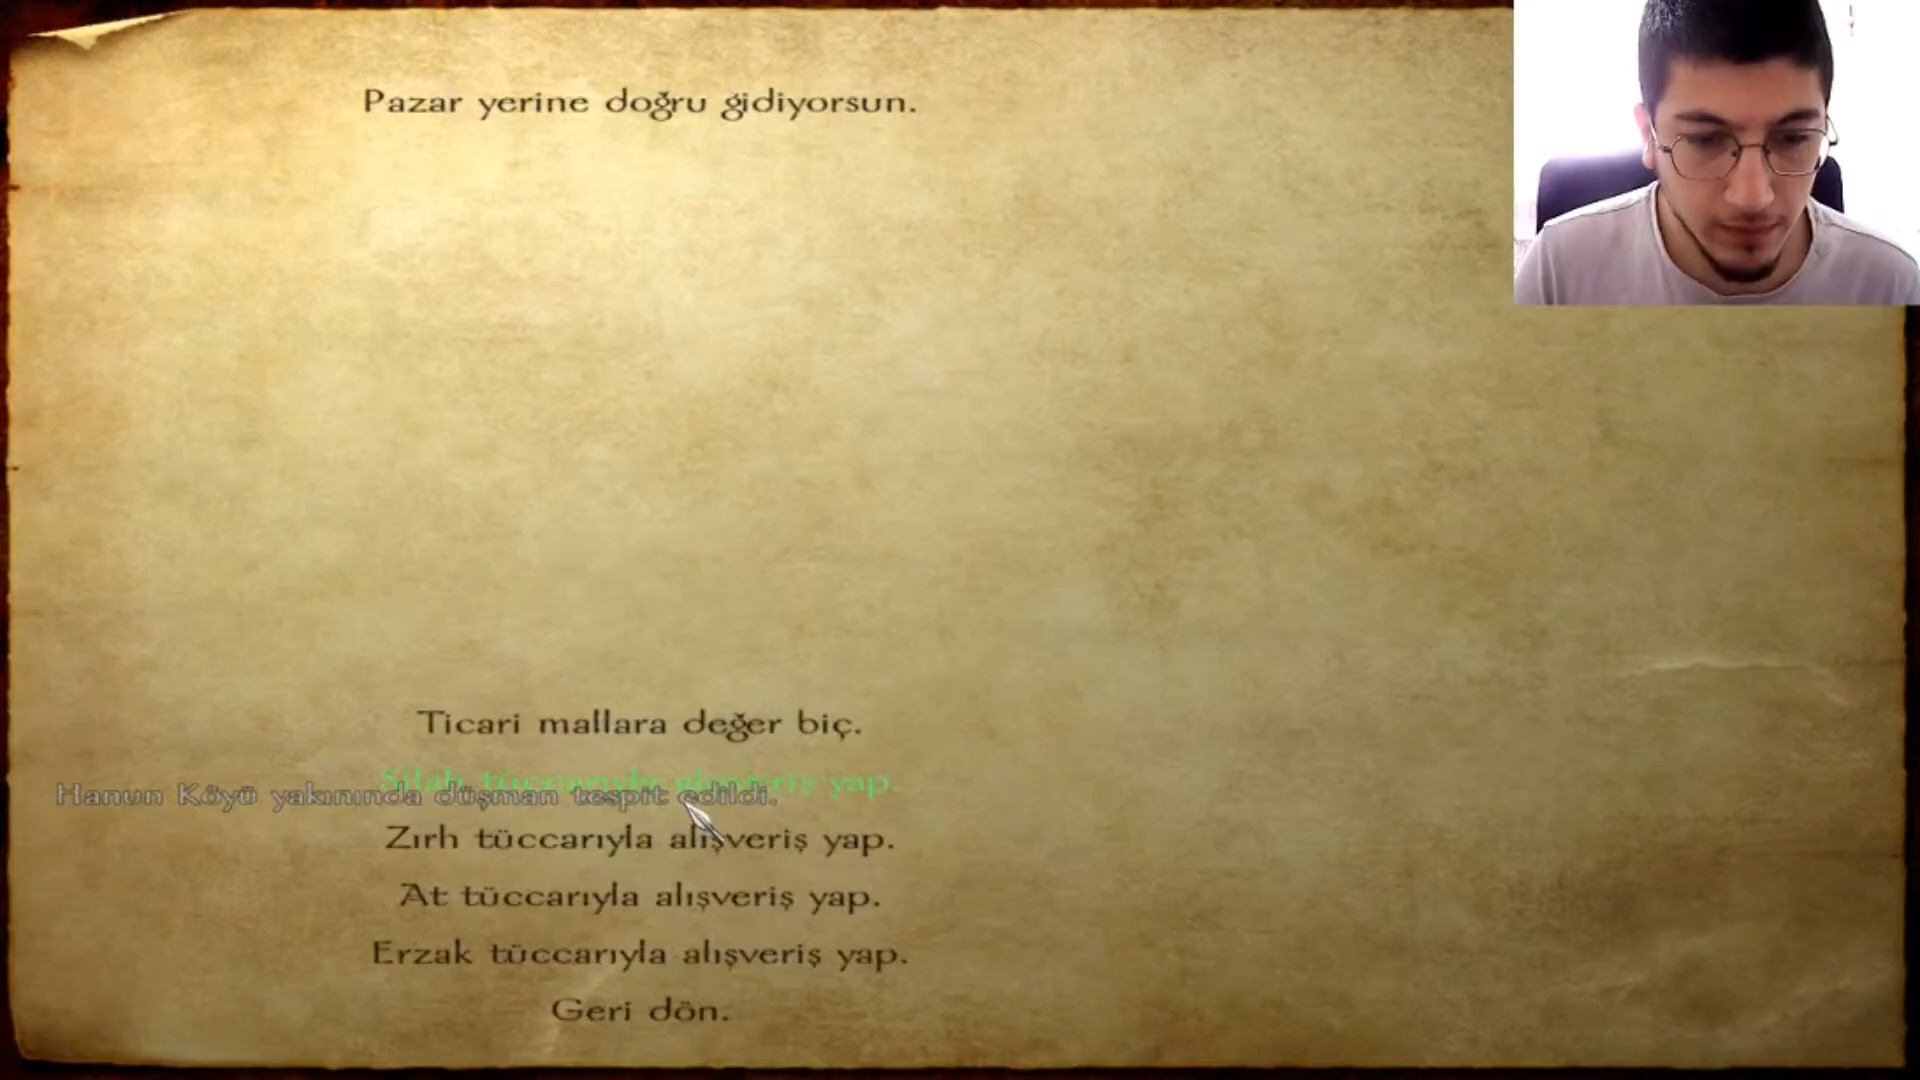 Pazar yerine doğru gidiyorsun.
Ticari mallara değer biç.
Silah tüccarıyla alışveriş yap.
Hanun Köyü yakınında düşman tespit edildi.
Zırh tüccarıyla alışveriş yap.
At tüccarıyla alışveriş yap.
Erzak tüccarıyla alışveriş yap.
Geri dön.